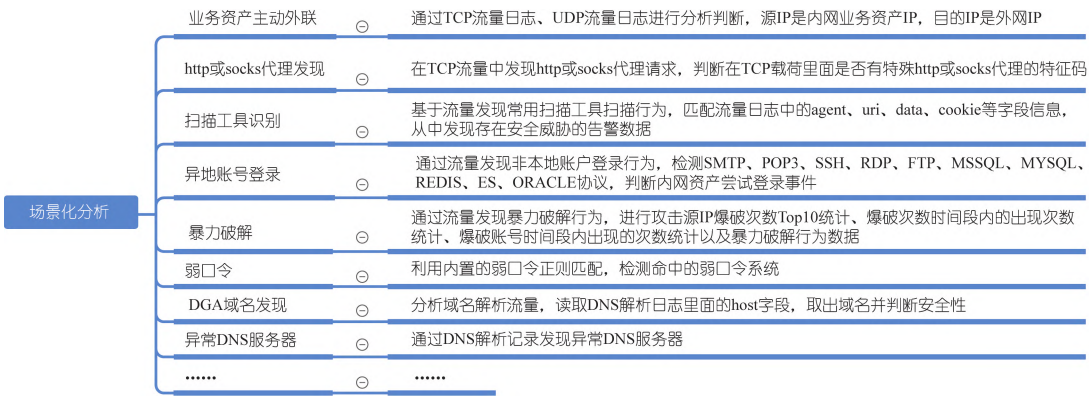 场景化分析
业务资产主动外联
通过TCP流量日志、UDP流量日志进行分析判断，源IP是内网业务资产IP，目的IP是外网IP
http或socks代理发现
在TCP流量中发现http或socks代理请求，判断在TCP载荷里面是否有特殊http或socks代理的特征码
扫描工具识别
基于流量发现常用扫描工具扫描行为，匹配流量日志中的agent、uri、data、cookie等字段信息，
从中发现存在安全威胁的告警数据
异地账号登录
通过流量发现非本地账户登录行为，检测SMTP、POP3、SSH、RDP、FTP、MSSQL、MYSQL、
REDIS、ES、ORACLE协议，判断内网资产尝试登录事件
暴力破解
通过流量发现暴力破解行为，进行攻击源IP爆破次数Top10统计、爆破次数时间段内的出现次数
统计、爆破账号时间段内出现的次数统计以及暴力破解行为数据
弱口令
利用内置的弱口令正则匹配，检测命中的弱口令系统
DGA域名发现
分析域名解析流量，读取DNS解析日志里面的host字段，取出域名并判断安全性
异常DNS服务器
通过DNS解析记录发现异常DNS服务器
……
……